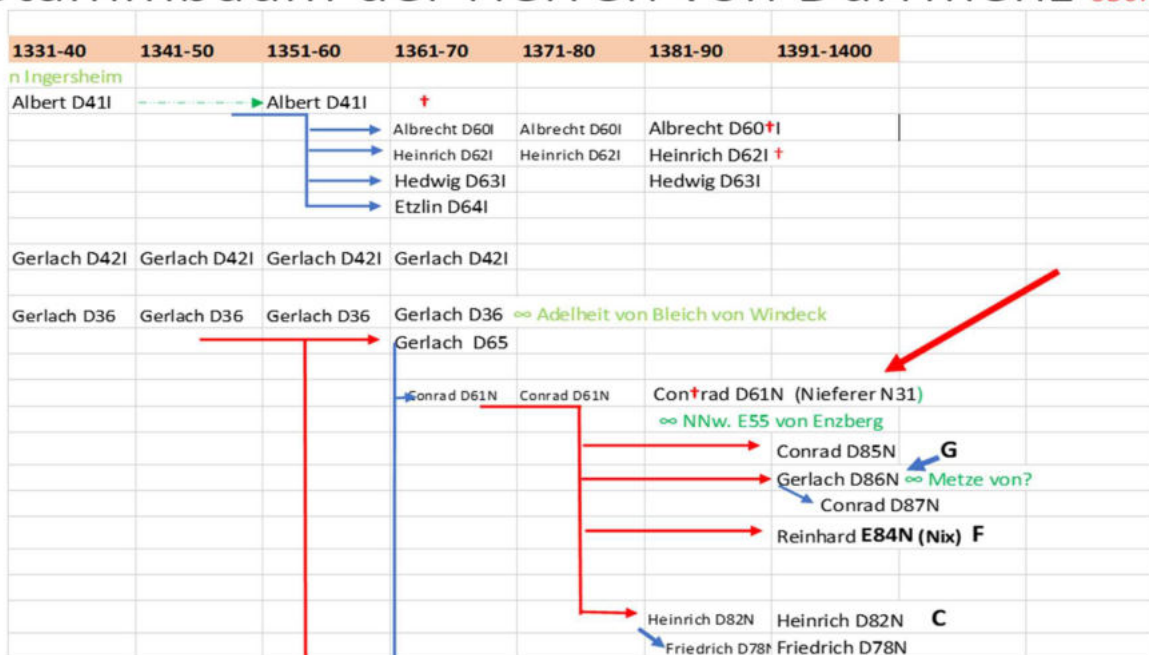 1331-40 1341-50 1351-60 1361-70 1371-80 1381-90 1391-1400
n Ingersheim
Albert D41I Albert D41I †
Albrecht D60I Albrecht D60I Albrecht D60†I
Heinrich D62I Heinrich D62I Heinrich D62I †
Hedwig D63I Hedwig D63I
Etzlin D64I
Gerlach D42I Gerlach D42I Gerlach D42I Gerlach D42I
Gerlach D36 Gerlach D36 Gerlach D36 Gerlach D36 ∞ Adelheit von Bleich von Windeck
Gerlach D65
Conrad D61N Conrad D61N Con†rad D61N (Nieferer N31)
∞ NNw. E55 von Enzberg
Conrad D85N G
Gerlach D86N ∞ Metze von?
Conrad D87N
Reinhard E84N (Nix) F
Heinrich D82N Heinrich D82N C
Friedrich D78N Friedrich D78N